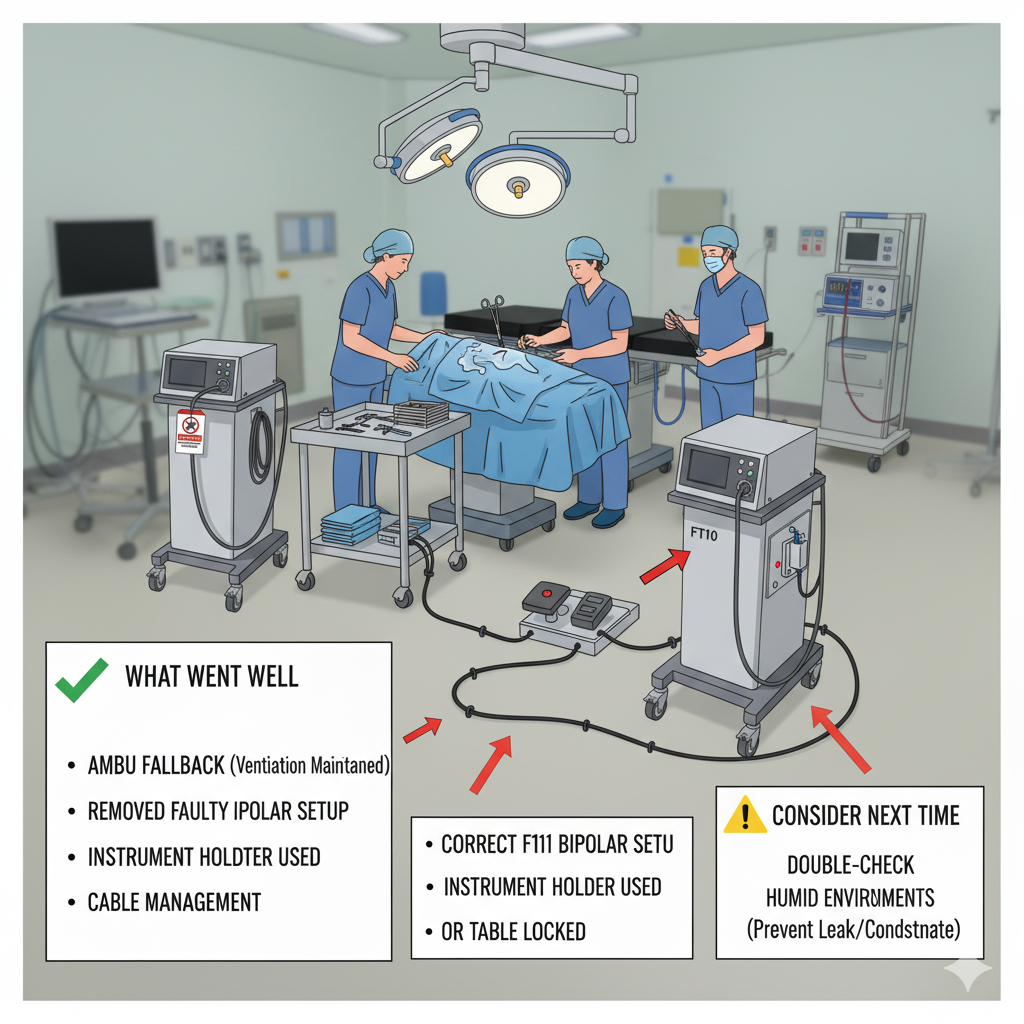 FT10
WHAT WENT WELL
• AMBU FALLBACK (Ventiation Maintaned)
• REMOVED FAULTY IPOLAR SETUP
• INSTRUMENT HOLDTER USED
• CABLE MANAGEMENT
• CORRECT F111 BIPOLAR SETU
• INSTRUMENT HOLDER USED
• OR TABLE LOCKED
CONSIDER NEXT TIME
DOUBLE-CHECK
HUMID ENVIRNMENTS
(Prevent Leak/Condstnate)